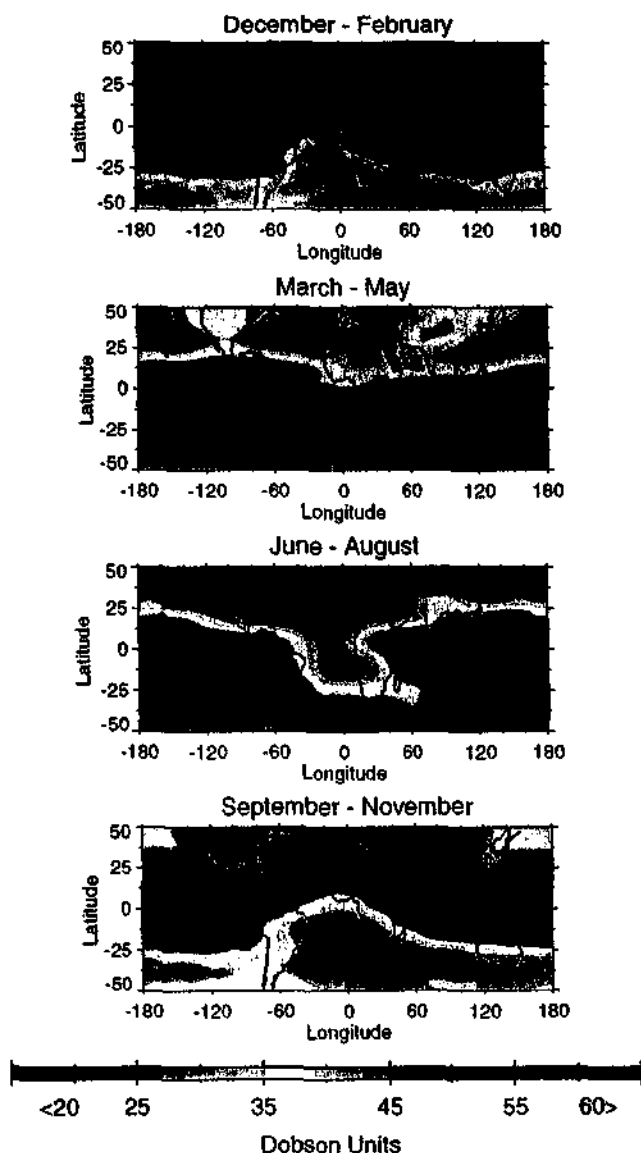 December - February
50
25
0
-25
-50
Latitude
-180 -120 -60 0 60 120 180
Longitude
March - May
50
25
0
-25
-50
Latitude
-180 -120 -60 0 60 120 180
Longitude
June - August
50
25
0
-25
-50
Latitude
-180 -120 -60 0 60 120 180
Longitude
September - November
50
25
0
-25
-50
Latitude
-180 -120 -60 0 60 120 180
Longitude
<20 25 35 45 55 60>
Dobson Units